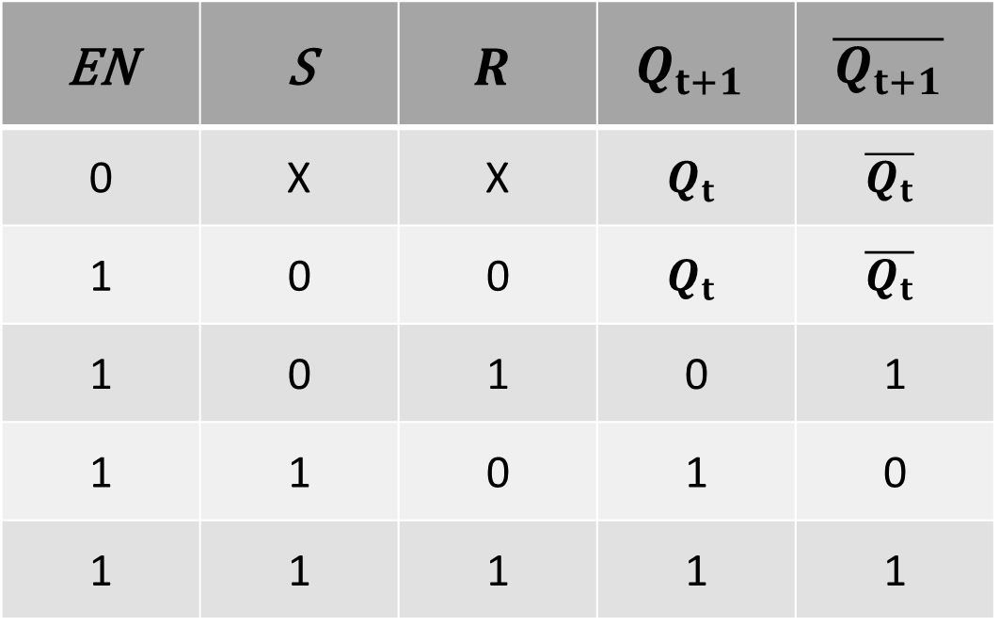 EN S R Q_{t+1} \overline{Q_{t+1}}
0 X X Q_t \overline{Q_t}
1 0 0 Q_t \overline{Q_t}
1 0 1 0 1
1 1 0 1 0
1 1 1 1 1